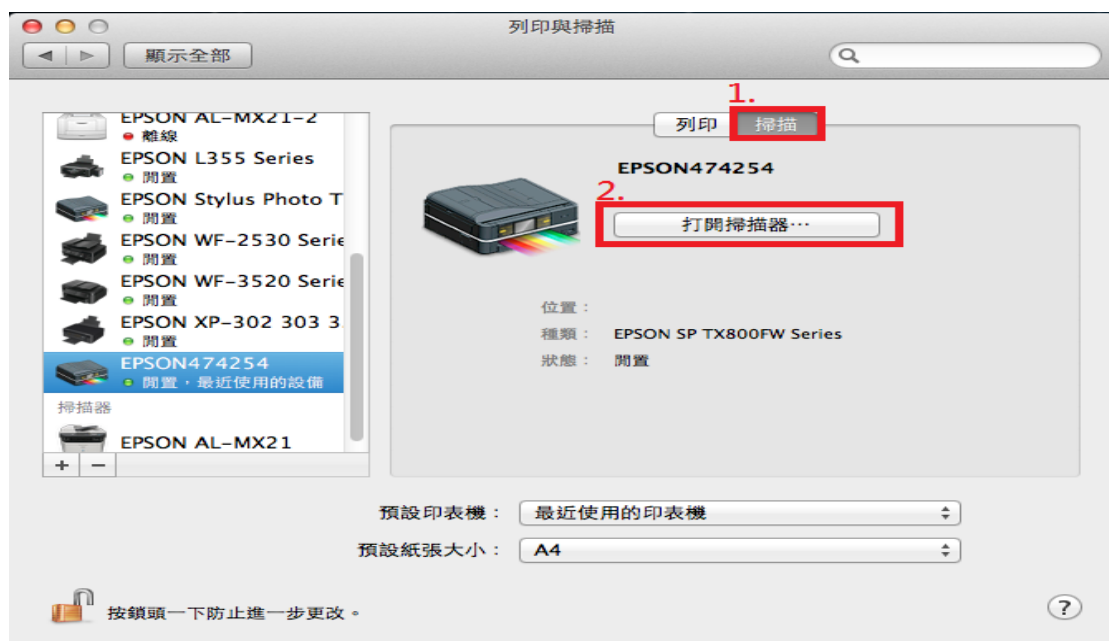 列印與掃描
顯示全部
EPSON AL-MX21-2
離線
EPSON L355 Series
閒置
EPSON Stylus Photo T
閒置
EPSON WF-2530 Serie
閒置
EPSON WF-3520 Serie
閒置
EPSON XP-302 303 3
閒置
EPSON474254
閒置，最近使用的設備
掃描器
EPSON AL-MX21
+ −
1.
列印 掃描
EPSON474254
2.
打開掃描器…
位置：
種類： EPSON SP TX800FW Series
狀態： 閒置
預設印表機： 最近使用的印表機
預設紙張大小： A4
按鎖頭一下防止進一步更改。
?